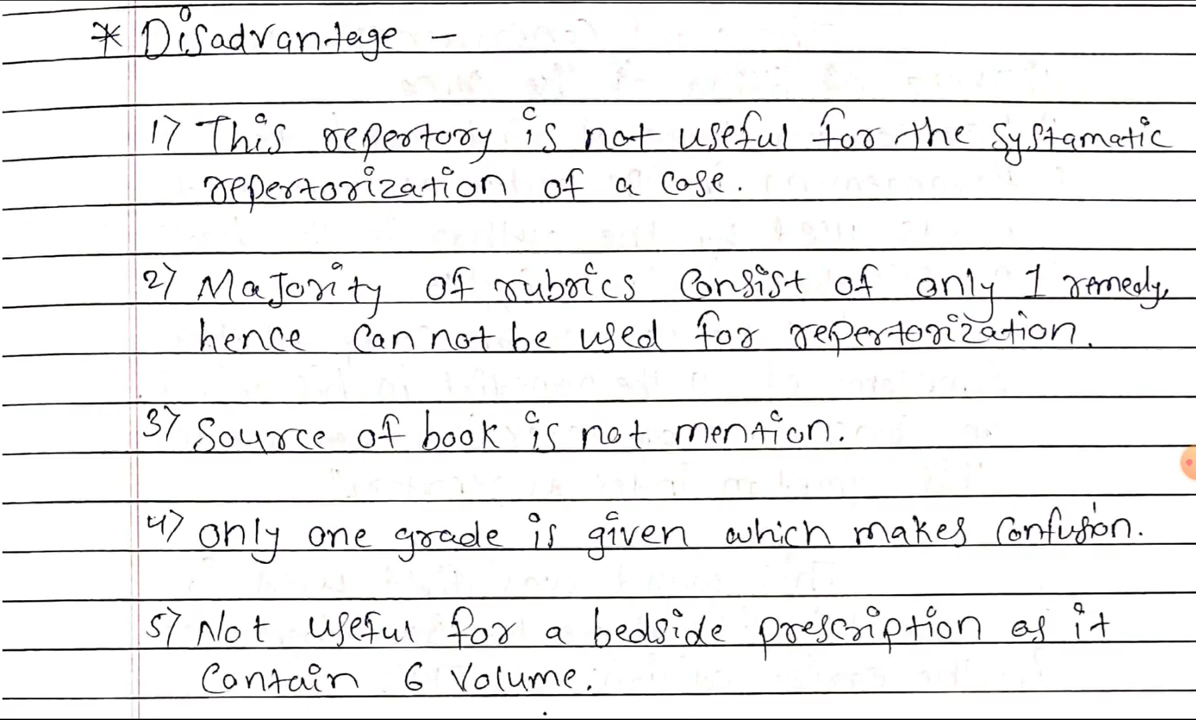 * Disadvantage -
1) This repertory is not useful for the systamatic
repertorization of a case.
2) Majority of rubrics consist of only 1 remedy,
hence can not be used for repertorization.
3) Source of book is not mention.
4) only one grade is given which makes confusion.
5) Not useful for a bedside prescription as it
contain 6 volume.